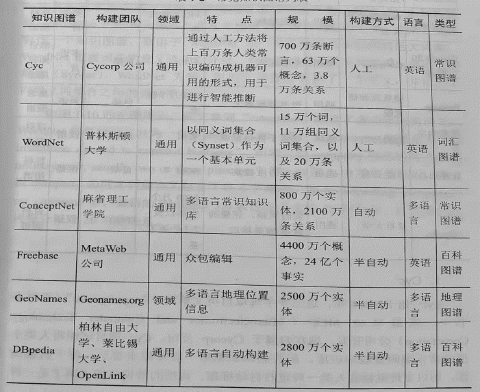 知识图谱 构建团队 领域 特 点 规 模 构建方式 语言 类型
通过人工方法将
上百万条人类常
识编码成机器可
用的形式，用于
进行智能推断
700 万条断
言，63 万个
概念，3.8
万条关系
Cyc Cycorp 公司 通用 人工 英语 常识
图谱
WordNet 普林斯顿
大学
通用 以同义词集合
（Synset）作为
一个基本单元
15 万个词，
11 万组同义
词集合，以
及 20 万条
关系
人工 英语 词汇
图谱
ConceptNet 麻省理工
学院
通用 多语言常识知识
库
800 万个实
体，2100 万
条关系
自动 多语
言
常识
图谱
Freebase MetaWeb
公司
通用 众包编辑 4400 万个概
念，24 亿个
事实
半自动 英语 百科
图谱
GeoNames Geonames.org 领域 多语言地理位置
信息
2500 万个实
体
半自动 多语
言
地理
图谱
DBpedia 柏林自由大
学、莱比锡
大学、
OpenLink
通用 多语言自动构建 2800 万个实
体
半自动 多语
言
百科
图谱